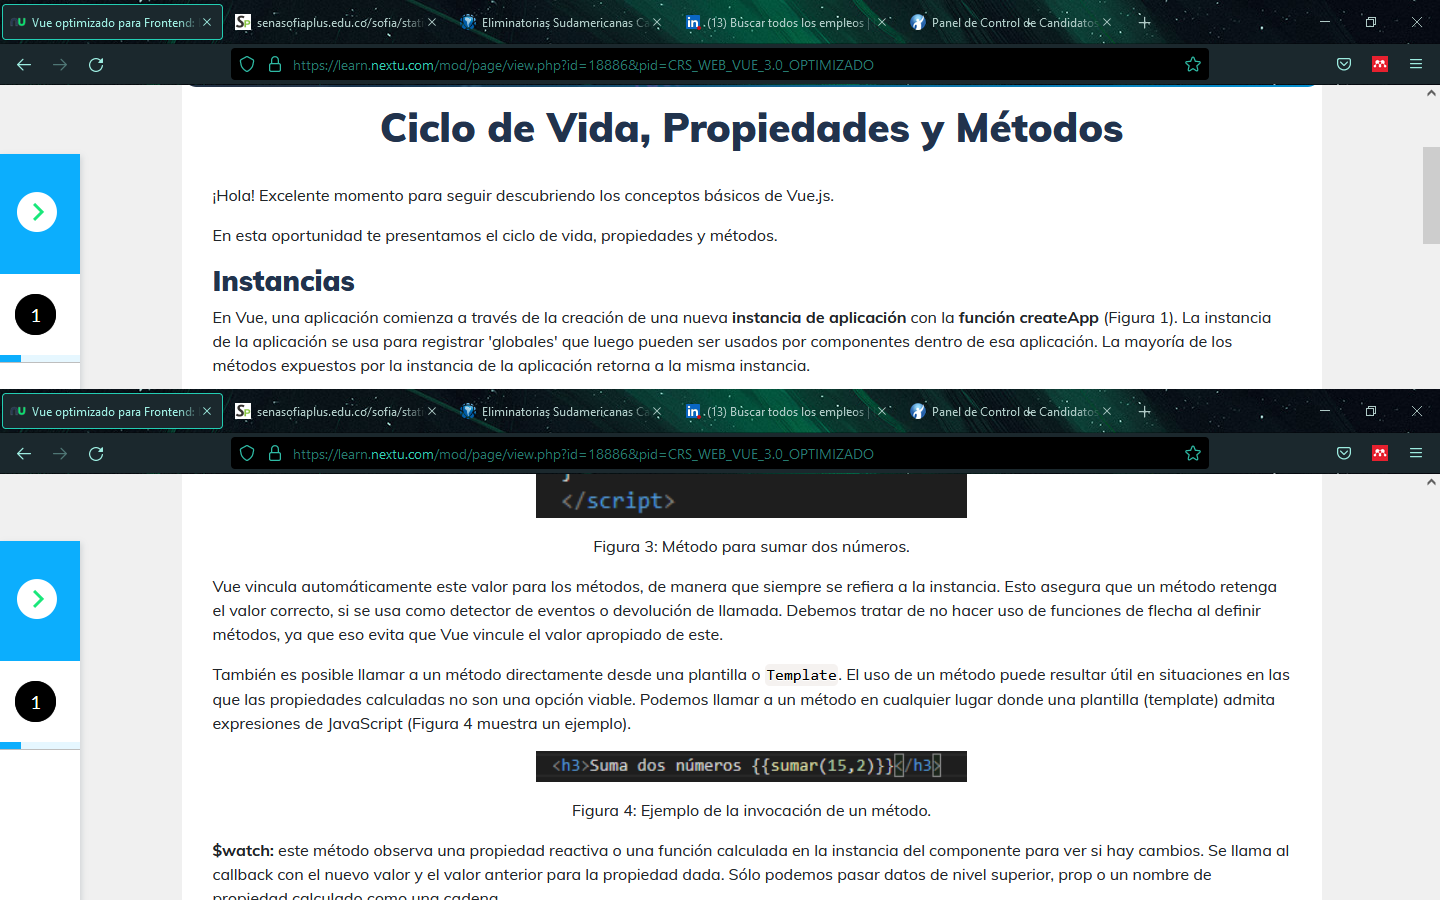 Vue optimizado para Frontend:
senasofiaplus.edu.co/sofia/stati
Eliminatorias Sudamericanas Ca
(13) Buscar todos los empleos |
Panel de Control de Candidatos
https://learn.nextu.com/mod/page/view.php?id=18886&pid=CRS_WEB_VUE_3.0_OPTIMIZADO
Ciclo de Vida, Propiedades y Métodos
¡Hola! Excelente momento para seguir descubriendo los conceptos básicos de Vue.js.
En esta oportunidad te presentamos el ciclo de vida, propiedades y métodos.
Instancias
1
En Vue, una aplicación comienza a través de la creación de una nueva instancia de aplicación con la función createApp (Figura 1). La instancia
de la aplicación se usa para registrar 'globales' que luego pueden ser usados por componentes dentro de esa aplicación. La mayoría de los
métodos expuestos por la instancia de la aplicación retorna a la misma instancia.
Vue optimizado para Frontend:
senasofiaplus.edu.co/sofia/stati
Eliminatorias Sudamericanas Ca
(13) Buscar todos los empleos |
Panel de Control de Candidatos
https://learn.nextu.com/mod/page/view.php?id=18886&pid=CRS_WEB_VUE_3.0_OPTIMIZADO
</script>
Figura 3: Método para sumar dos números.
Vue vincula automáticamente este valor para los métodos, de manera que siempre se refiera a la instancia. Esto asegura que un método retenga
el valor correcto, si se usa como detector de eventos o devolución de llamada. Debemos tratar de no hacer uso de funciones de flecha al definir
métodos, ya que eso evita que Vue vincule el valor apropiado de este.
1
También es posible llamar a un método directamente desde una plantilla o Template. El uso de un método puede resultar útil en situaciones en las
que las propiedades calculadas no son una opción viable. Podemos llamar a un método en cualquier lugar donde una plantilla (template) admita
expresiones de JavaScript (Figura 4 muestra un ejemplo).
<h3>Suma dos números {{sumar(15,2)}}</h3>
Figura 4: Ejemplo de la invocación de un método.
$watch: este método observa una propiedad reactiva o una función calculada en la instancia del componente para ver si hay cambios. Se llama al
callback con el nuevo valor y el valor anterior para la propiedad dada. Sólo podemos pasar datos de nivel superior, prop o un nombre de
propiedad calculado como una cadena